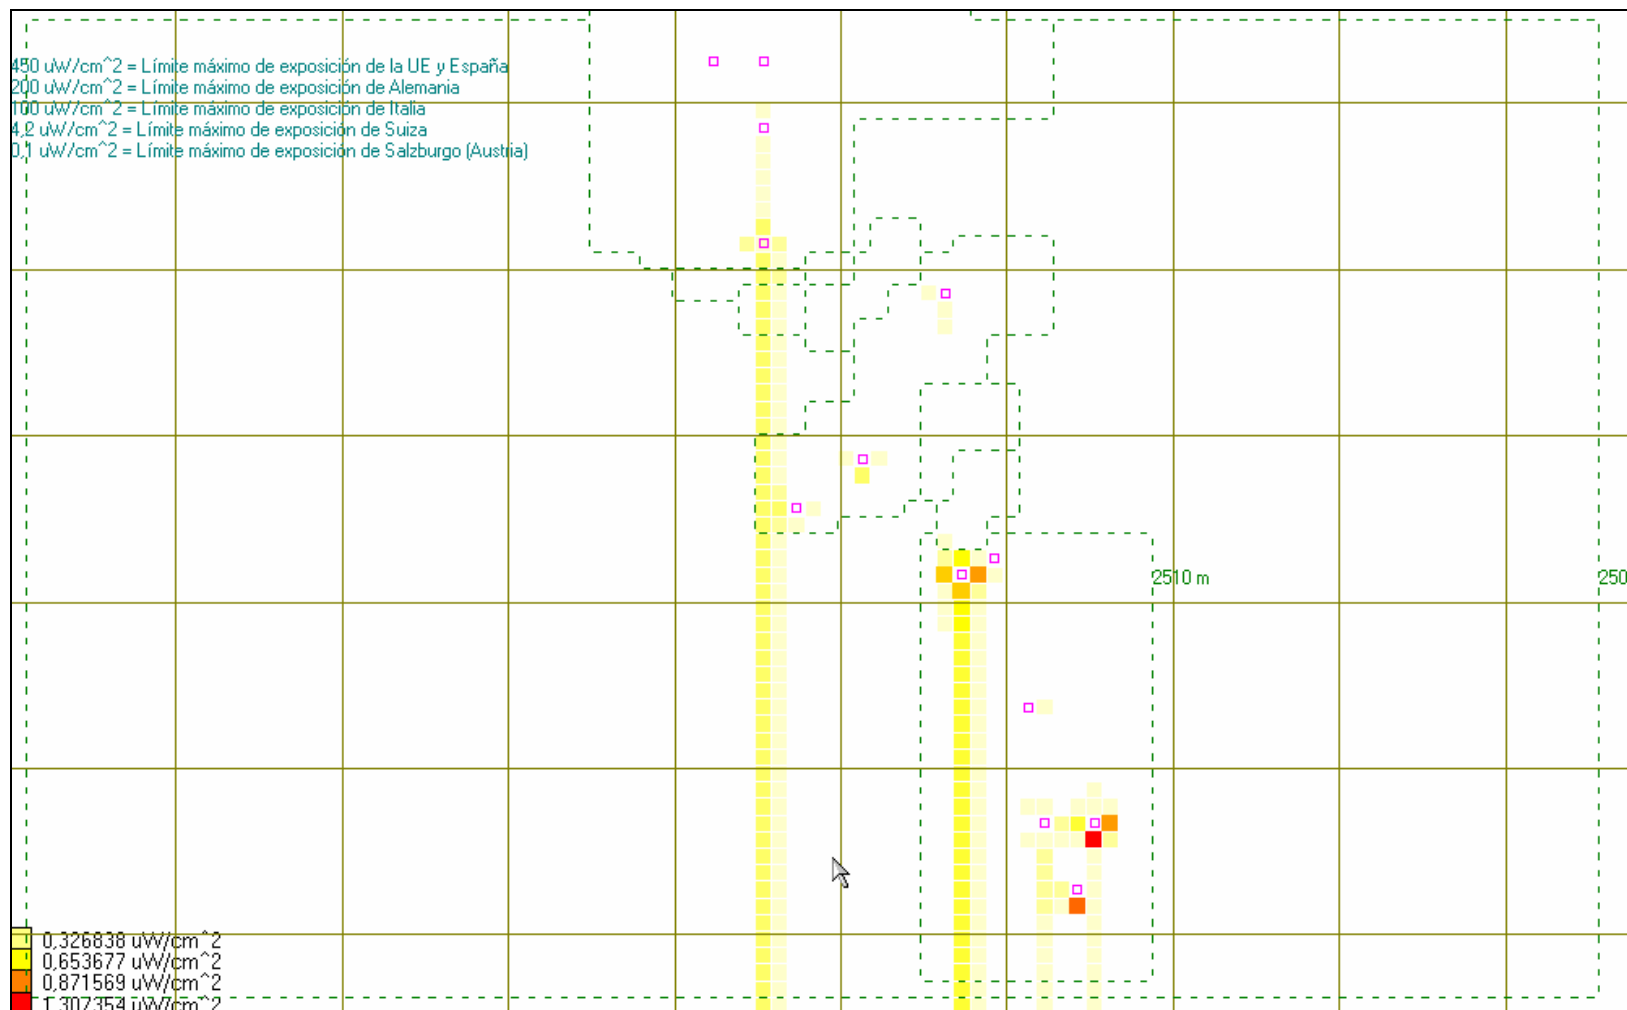 450 uW/cm^2 = Límite máximo de exposición de la UE y España
200 uW/cm^2 = Límite máximo de exposición de Alemania
100 uW/cm^2 = Límite máximo de exposición de Italia
4,2 uW/cm^2 = Límite máximo de exposición de Suiza
0,1 uW/cm^2 = Límite máximo de exposición de Salzburgo (Austria)
2510 m
250
0,326838 uW/cm^2
0,653677 uW/cm^2
0,871569 uW/cm^2
1,307354 uW/cm^2